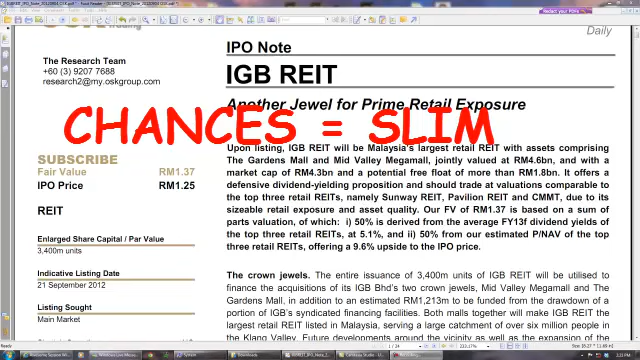 Daily
IPO Note
The Research Team
+60 (3) 9207 7688
research2@my.oskgroup.com
IGB REIT
Another Jewel for Prime Retail Exposure
CHANCES = SLIM
SUBSCRIBE
Fair Value RM1.37
IPO Price RM1.25
REIT
Enlarged Share Capital / Par Value
3,400m units
Indicative Listing Date
21 September 2012
Listing Sought
Main Market
Upon listing, IGB REIT will be Malaysia's largest retail REIT with assets comprising
The Gardens Mall and Mid Valley Megamall, jointly valued at RM4.6bn, and with a
market cap of RM4.3bn and a potential free float of more than RM1.8bn. It offers a
defensive dividend-yielding proposition and should trade at valuations comparable to
the top three retail REITs, namely Sunway REIT, Pavilion REIT and CMMT, due to
its sizeable retail exposure and asset quality. Our FV of RM1.37 is based on a sum of
parts valuation, of which: i) 50% is derived from the average FY13f dividend yields of
the top three retail REITs, at 5.1%, and ii) 50% from our estimated P/NAV of the top
three retail REITs, offering a 9.6% upside to the IPO price.
The crown jewels. The entire issuance of 3,400m units of IGB REIT will be utilised to
finance the acquisitions of its IGB Bhd's two crown jewels, Mid Valley Megamall and The
Gardens Mall, in addition to an estimated RM1,213m to be funded from the drawdown of a
portion of IGB's syndicated financing facilities. Both malls together will make IGB REIT the
largest retail REIT listed in Malaysia, serving a large catchment of over six million people in
the Klang Valley. Future developments around the vicinity as well as the expansion of the